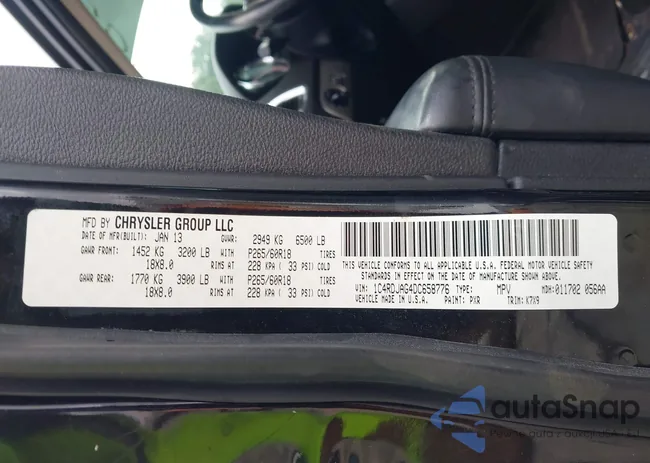 MFD BY CHRYSLER GROUP LLC
DATE OF MFR(BUILT): JAN 13 GVWR: 2949 KG 6500 LB
GAWR FRONT: 1452 KG 3200 LB WITH P265/60R18 TIRES
18X8.0 RIMS AT 228 KPA ( 33 PSI) COLD
GAWR REAR: 1770 KG 3900 LB WITH P265/60R18 TIRES
18X8.0 RIMS AT 228 KPA ( 33 PSI) COLD
THIS VEHICLE CONFORMS TO ALL APPLICABLE U.S.A. FEDERAL MOTOR VEHICLE SAFETY
STANDARDS IN EFFECT ON THE DATE OF MANUFACTURE SHOWN ABOVE.
VIN: 1C4RDJAG4DC658776 TYPE: MPV MDH:011702 056AA
VEHICLE MADE IN U.S.A. PAINT: PXR TRIM: K7X9
autaSnap
Pewne auta z aukcji